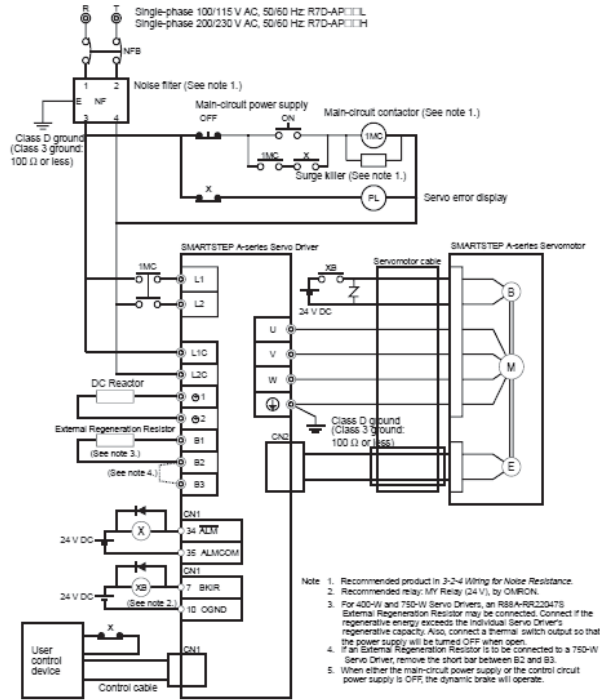 R
T
Single-phase 100/115 V AC, 50/60 Hz: R7D-AP□□L
Single-phase 200/230 V AC, 50/60 Hz: R7D-AP□□H
NFB
1
2
Noise filter (See note 1.)
E
NF
3
4
Main-circuit power supply
OFF
ON
Main-circuit contactor (See note 1.)
1MC
Class D ground
(Class 3 ground:
100 Ω or less)
1MC
X
Surge killer (See note 1.)
X
PL
Servo error display
SMARTSTEP A-series Servo Driver
SMARTSTEP A-series Servomotor
1MC
XB
Servomotor cable
L1
L2
24 V DC
B
U
V
W
M
L1C
L2C
DC Reactor
⊖1
⊖2
Class D ground
(Class 3 ground:
100 Ω or less)
External Regeneration Resistor
B1
(See note 3.)
B2
(See note 4.)
B3
CN2
E
CN1
X
34 ALM
24 V DC
35 ALMCOM
CN1
XB
7 BKIR
24 V DC
(See note 2.)
10 OGND
X
User
control
device
CN1
Control cable
Note 1. Recommended product in 3-2-4 Wiring for Noise Resistance.
2. Recommended relay: MY Relay (24 V), by OMRON.
3. For 400-W and 750-W Servo Drivers, an R88A-RR22047S
External Regeneration Resistor may be connected. Connect if the
regenerative energy exceeds the individual Servo Driver's
regenerative capacity. Also, connect a thermal switch output so that
the power supply will be turned OFF when open.
4. If an External Regeneration Resistor is to be connected to a 750-W
Servo Driver, remove the short bar between B2 and B3.
5. When either the main-circuit power supply or the control circuit
power supply is OFF, the dynamic brake will operate.